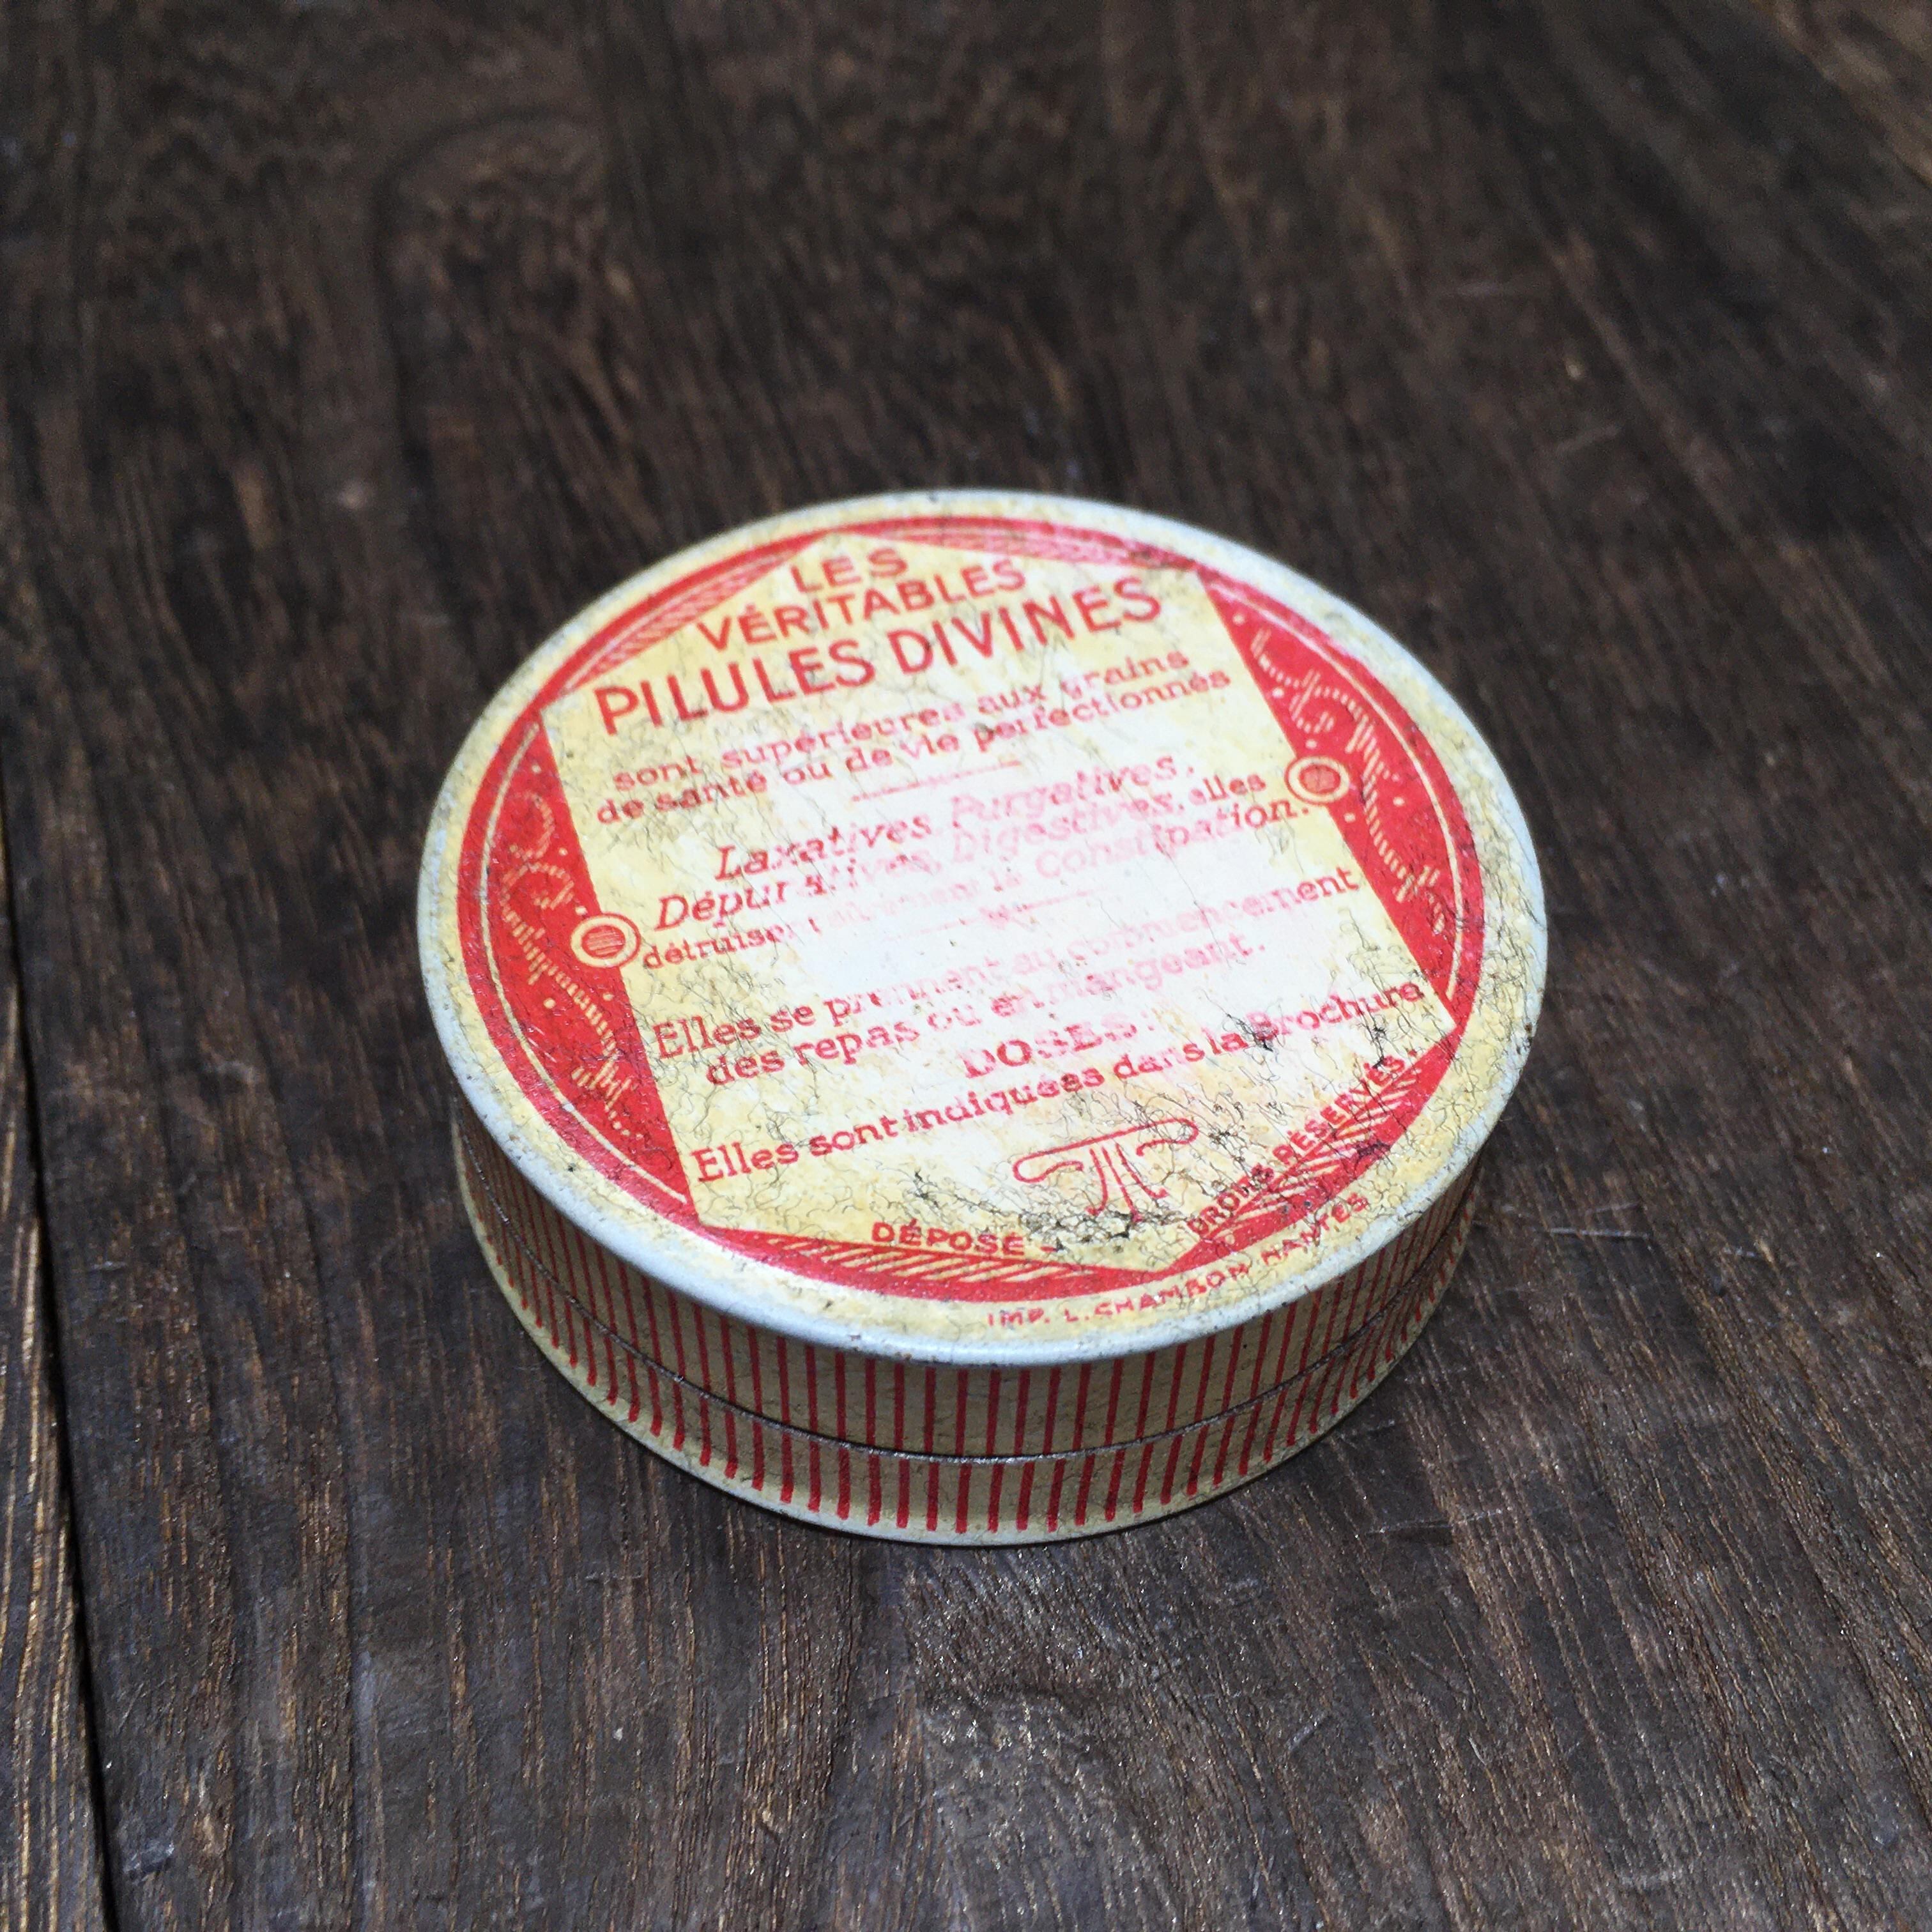 LES
VÉRITABLES
PILULES DIVINES
sont supérieures aux grains
de santé ou de vie perfectionnés
Laxatives Purgatives,
Dépuratives, Digestives, elles
détruisent la Constipation.
Elles se prennent au commencement
des repas ou en mangeant.
DOSES:
Elles sont indiquées dans la Brochure
DÉPOSÉ - DROITS RÉSERVÉS.
IMP. L. CHAMBON NANTES